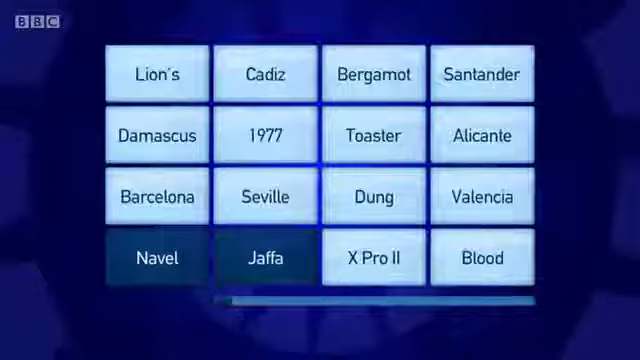 BBC
Lion's Cadiz Bergamot Santander
Damascus 1977 Toaster Alicante
Barcelona Seville Dung Valencia
Navel Jaffa X Pro II Blood